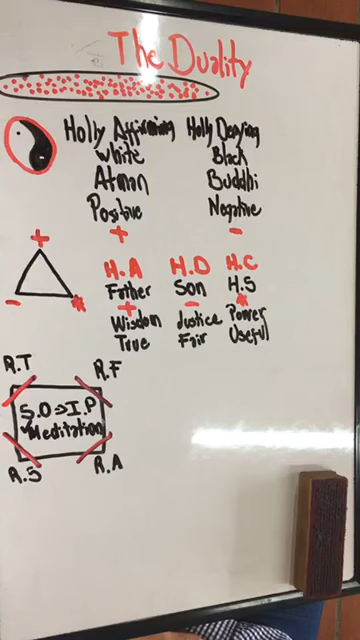 The Duality
Holly Affirming Holly Denying
White Black
Atman Buddhi
Positive Negative
+ -
+
- *
H.A H.D H.C
Father Son H.S
+ - *
Wisdom Justice Power
True Fair Useful
R.T R.F
S.O⇒I.P
Meditation
R.S R.A